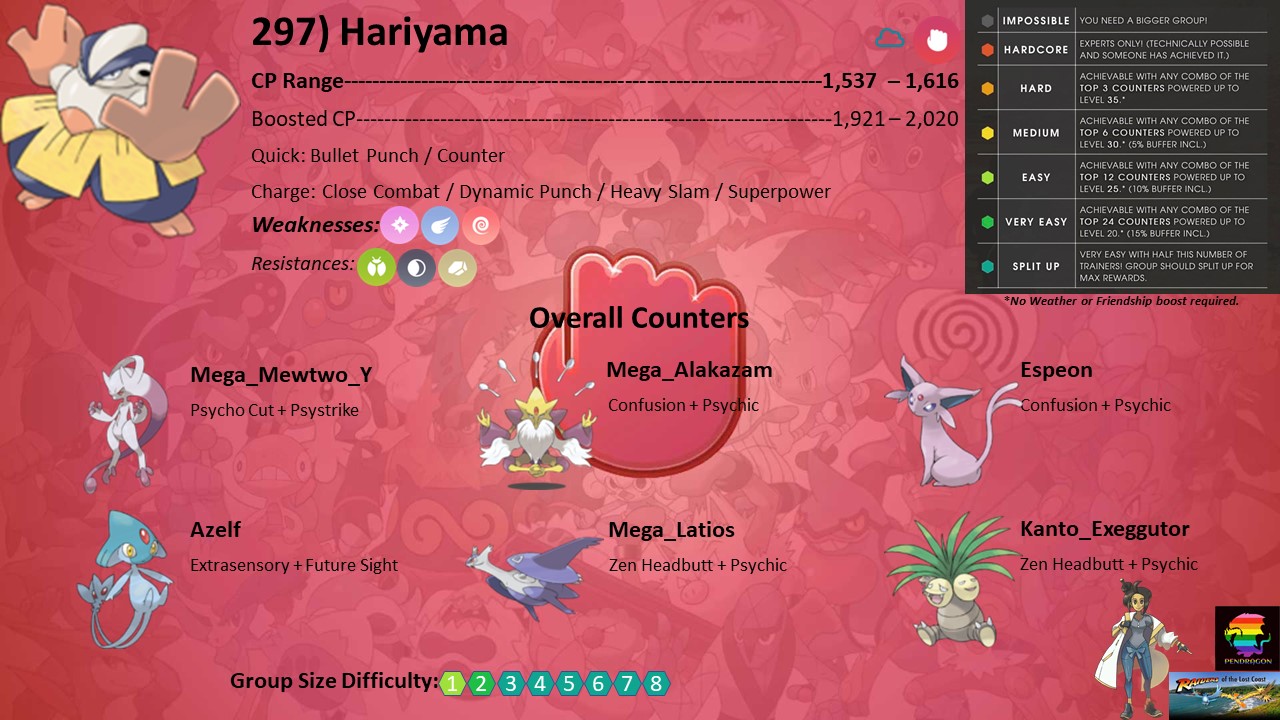 297) Hariyama
CP Range------------------------------------------------------------------1,537 – 1,616
Boosted CP------------------------------------------------------------------1,921 – 2,020
Quick: Bullet Punch / Counter
Charge: Close Combat / Dynamic Punch / Heavy Slam / Superpower
Weaknesses:
Resistances:
IMPOSSIBLE YOU NEED A BIGGER GROUP!
HARDCORE EXPERTS ONLY! (TECHNICALLY POSSIBLE
AND SOMEONE HAS ACHIEVED IT.)
HARD ACHIEVABLE WITH ANY COMBO OF THE
TOP 3 COUNTERS POWERED UP TO
LEVEL 35.*
MEDIUM ACHIEVABLE WITH ANY COMBO OF THE
TOP 6 COUNTERS POWERED UP TO
LEVEL 30.* (5% BUFFER INCL.)
EASY ACHIEVABLE WITH ANY COMBO OF THE
TOP 12 COUNTERS POWERED UP TO
LEVEL 25.* (10% BUFFER INCL.)
VERY EASY ACHIEVABLE WITH ANY COMBO OF THE
TOP 24 COUNTERS POWERED UP TO
LEVEL 20.* (15% BUFFER INCL.)
SPLIT UP VERY EASY WITH HALF THIS NUMBER OF
TRAINERS! GROUP SHOULD SPLIT UP FOR
MAX REWARDS.
*No Weather or Friendship boost required.
Overall Counters
Mega_Mewtwo_Y
Psycho Cut + Psystrike
Mega_Alakazam
Confusion + Psychic
Espeon
Confusion + Psychic
Azelf
Extrasensory + Future Sight
Mega_Latios
Zen Headbutt + Psychic
Kanto_Exeggutor
Zen Headbutt + Psychic
Group Size Difficulty: 1 2 3 4 5 6 7 8
PENDRAGON
RAIDERS of the Lost Coast